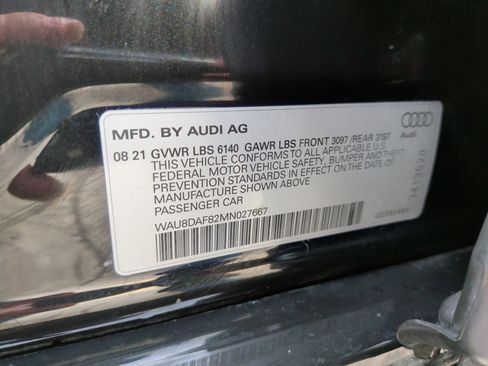 MFD. BY AUDI AG
08 21 GVWR LBS 6140 GAWR LBS FRONT 3097 /REAR 3197
THIS VEHICLE CONFORMS TO ALL APPLICABLE U.S.
FEDERAL MOTOR VEHICLE SAFETY, BUMPER AND THEFT
PREVENTION STANDARDS IN EFFECT ON THE DATE OF
MANUFACTURE SHOWN ABOVE
PASSENGER CAR
WAU8DAF82MN027667
Audi
GERMANY